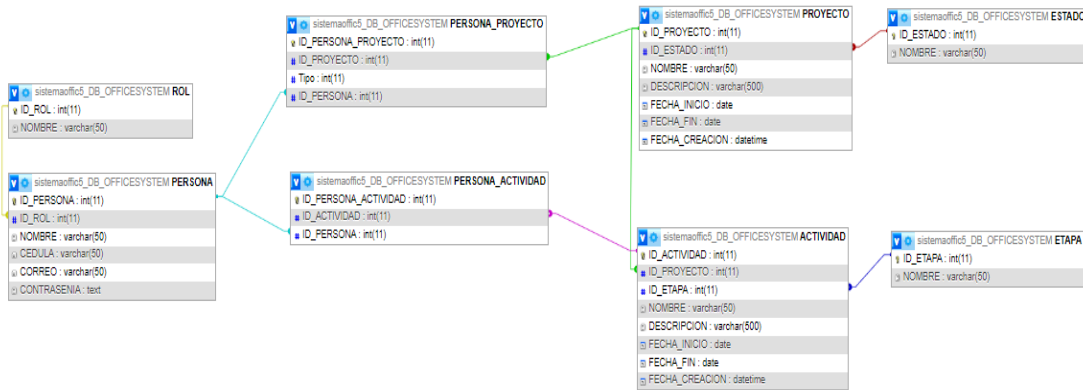 sistemaoffic5_DB_OFFICESYSTEM ROL
ID_ROL : int(11)
NOMBRE : varchar(50)
sistemaoffic5_DB_OFFICESYSTEM PERSONA
ID_PERSONA : int(11)
ID_ROL : int(11)
NOMBRE : varchar(50)
CEDULA : varchar(50)
CORREO : varchar(50)
CONTRASENIA : text
sistemaoffic5_DB_OFFICESYSTEM PERSONA_PROYECTO
ID_PERSONA_PROYECTO : int(11)
ID_PROYECTO : int(11)
Tipo : int(11)
ID_PERSONA : int(11)
sistemaoffic5_DB_OFFICESYSTEM PERSONA_ACTIVIDAD
ID_PERSONA_ACTIVIDAD : int(11)
ID_ACTIVIDAD : int(11)
ID_PERSONA : int(11)
sistemaoffic5_DB_OFFICESYSTEM PROYECTO
ID_PROYECTO : int(11)
ID_ESTADO : int(11)
NOMBRE : varchar(50)
DESCRIPCION : varchar(500)
FECHA_INICIO : date
FECHA_FIN : date
FECHA_CREACION : datetime
sistemaoffic5_DB_OFFICESYSTEM ACTIVIDAD
ID_ACTIVIDAD : int(11)
ID_PROYECTO : int(11)
ID_ETAPA : int(11)
NOMBRE : varchar(50)
DESCRIPCION : varchar(500)
FECHA_INICIO : date
FECHA_FIN : date
FECHA_CREACION : datetime
sistemaoffic5_DB_OFFICESYSTEM ESTADO
ID_ESTADO : int(11)
NOMBRE : varchar(50)
sistemaoffic5_DB_OFFICESYSTEM ETAPA
ID_ETAPA : int(11)
NOMBRE : varchar(50)